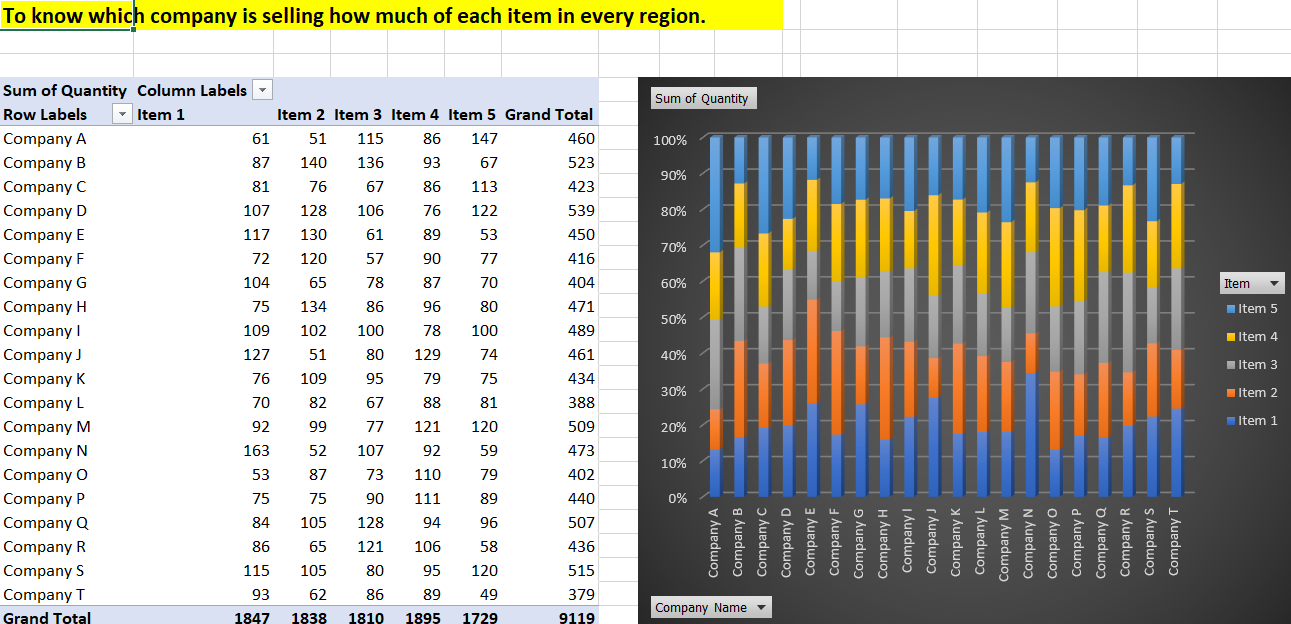 To know which company is selling how much of each item in every region.
Sum of Quantity Column Labels
Row Labels Item 1 Item 2 Item 3 Item 4 Item 5 Grand Total
Company A 61 51 115 86 147 460
Company B 87 140 136 93 67 523
Company C 81 76 67 86 113 423
Company D 107 128 106 76 122 539
Company E 117 130 61 89 53 450
Company F 72 120 57 90 77 416
Company G 104 65 78 87 70 404
Company H 75 134 86 96 80 471
Company I 109 102 100 78 100 489
Company J 127 51 80 129 74 461
Company K 76 109 95 79 75 434
Company L 70 82 67 88 81 388
Company M 92 99 77 121 120 509
Company N 163 52 107 92 59 473
Company O 53 87 73 110 79 402
Company P 75 75 90 111 89 440
Company Q 84 105 128 94 96 507
Company R 86 65 121 106 58 436
Company S 115 105 80 95 120 515
Company T 93 62 86 89 49 379
Grand Total 1847 1838 1810 1895 1729 9119
Sum of Quantity
100%
90%
80%
70%
60%
50%
40%
30%
20%
10%
0%
Company A
Company B
Company C
Company D
Company E
Company F
Company G
Company H
Company I
Company J
Company K
Company L
Company M
Company N
Company O
Company P
Company Q
Company R
Company S
Company T
Item
Item 5
Item 4
Item 3
Item 2
Item 1
Company Name